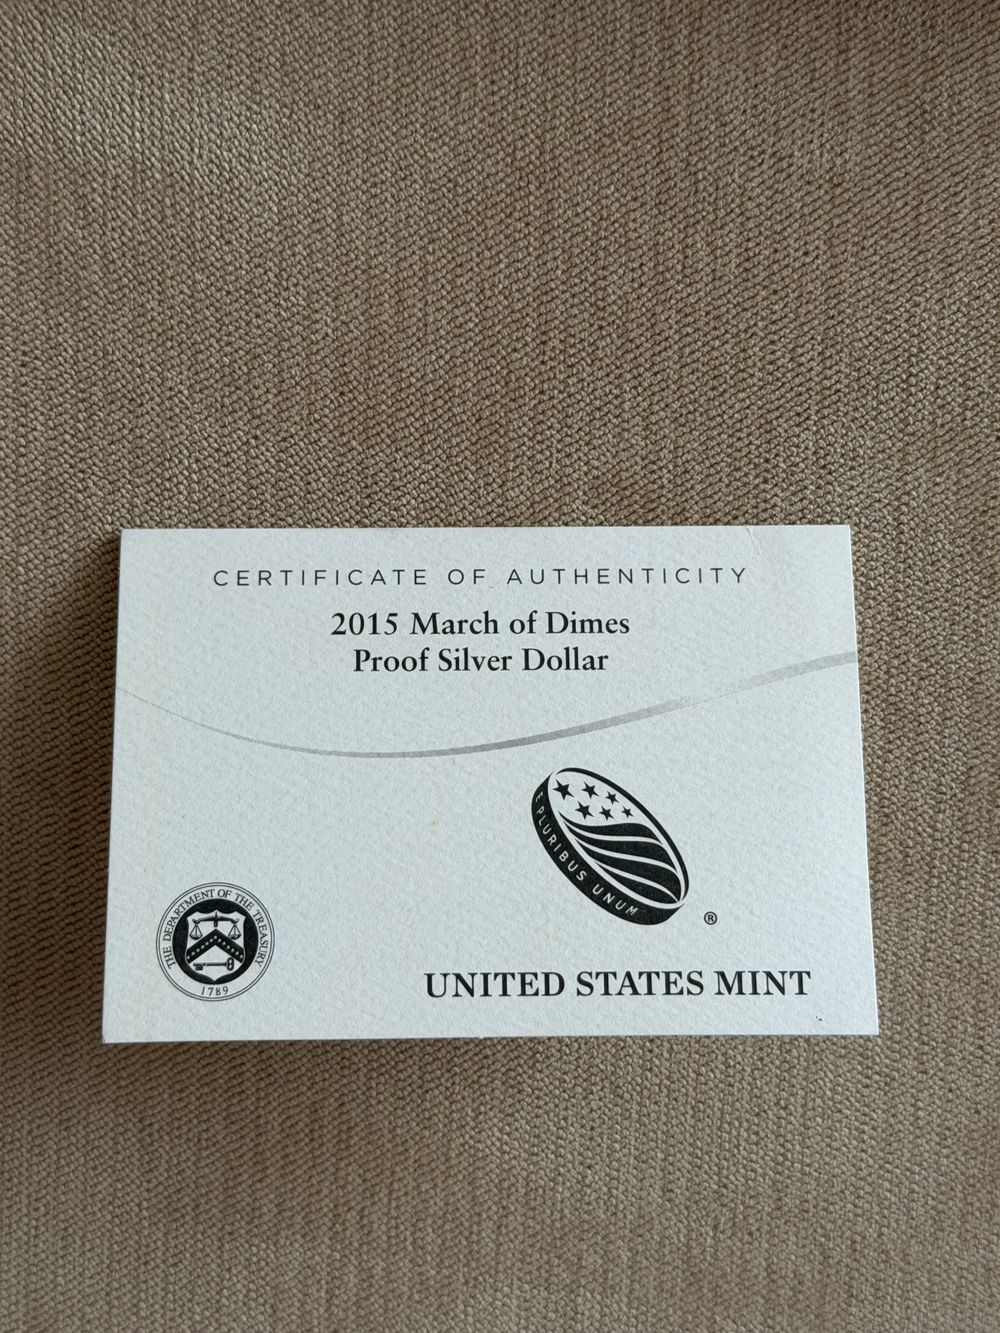 CERTIFICATE OF AUTHENTICITY
2015 March of Dimes
Proof Silver Dollar
E PLURIBUS UNUM
®
THE DEPARTMENT OF THE TREASURY
1789
UNITED STATES MINT